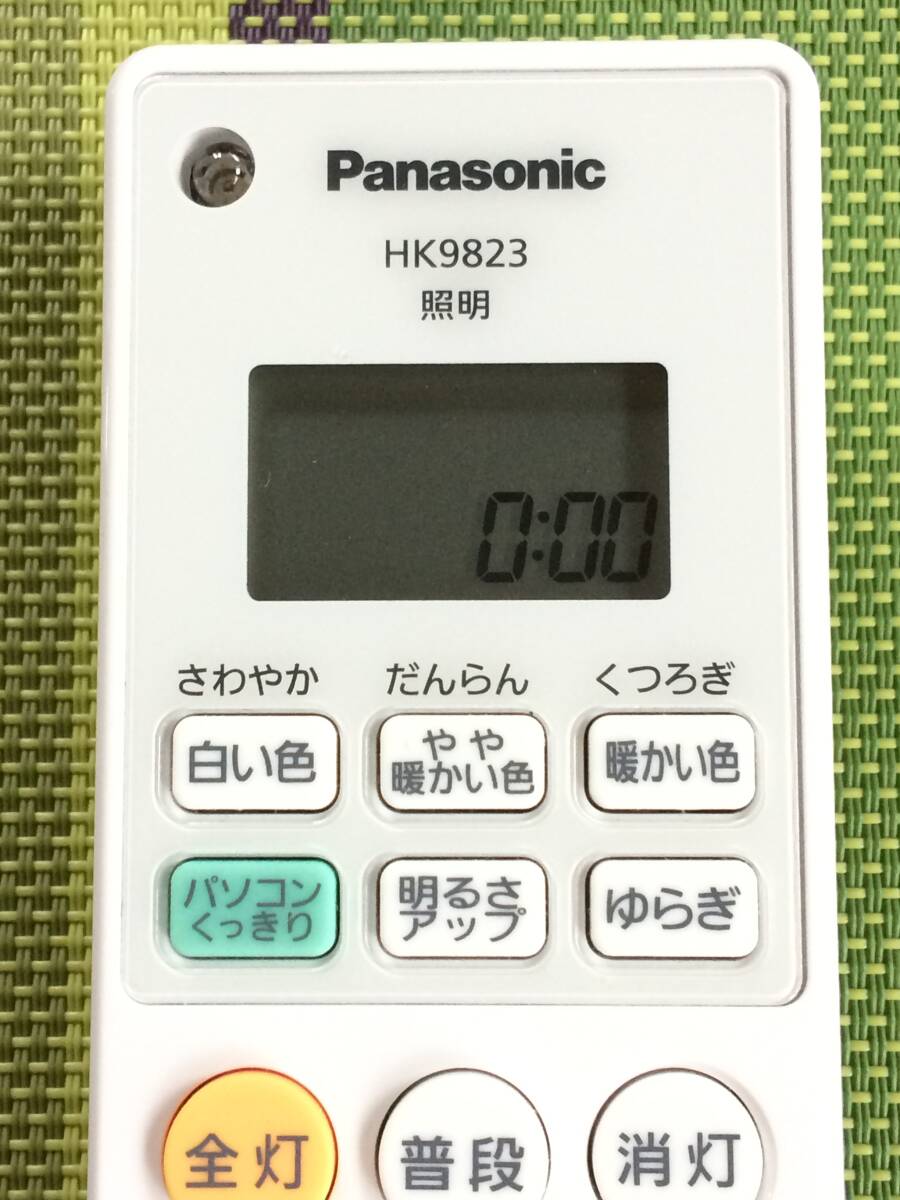 Panasonic
HK9823
照明
0:00
さわやか
だんらん
くつろぎ
白い色
やや
暖かい色
暖かい色
パソコン
くっきり
明るさ
アップ
ゆらぎ
全灯
普段
消灯